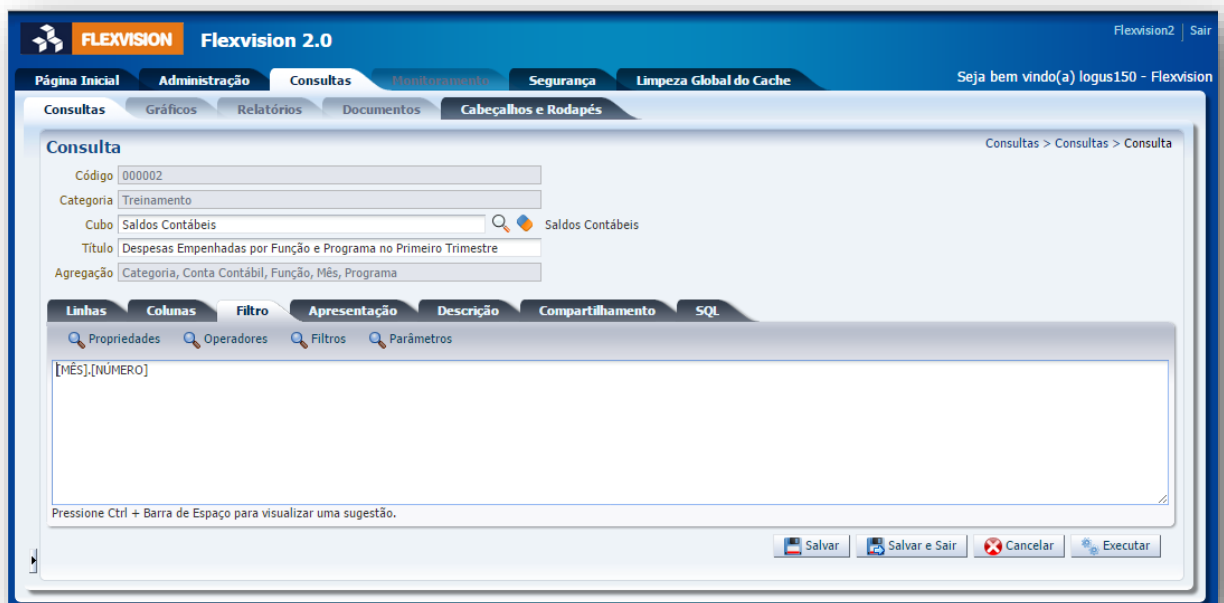 FLEXVISION Flexvision 2.0 Flexvision2 Sair
Página Inicial Administração Consultas Monitoramento Segurança Limpeza Global do Cache Seja bem vindo(a) logus150 - Flexvision
Consultas Gráficos Relatórios Documentos Cabeçalhos e Rodapés
Consulta Consultas > Consultas > Consulta
Código 000002
Categoria Treinamento
Cubo Saldos Contábeis Saldos Contábeis
Título Despesas Empenhadas por Função e Programa no Primeiro Trimestre
Agregação Categoria, Conta Contábil, Função, Mês, Programa
Linhas Colunas Filtro Apresentação Descrição Compartilhamento SQL
Propriedades Operadores Filtros Parâmetros
[MÊS].[NÚMERO]
Pressione Ctrl + Barra de Espaço para visualizar uma sugestão.
Salvar Salvar e Sair Cancelar Executar